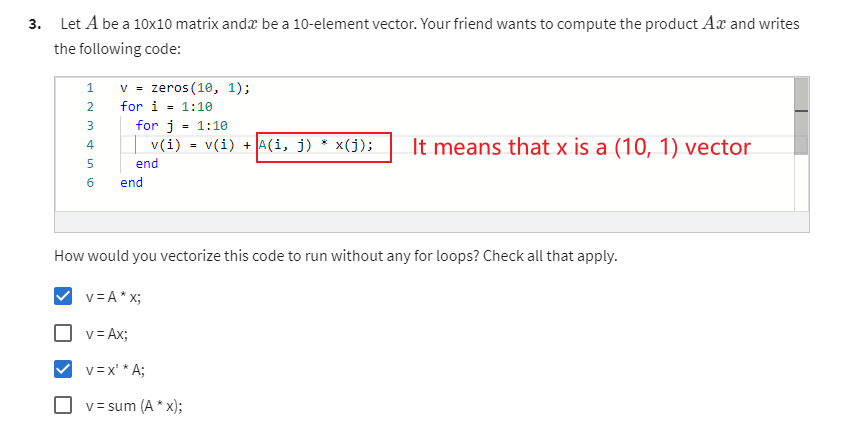 3. Let A be a 10x10 matrix andx be a 10-element vector. Your friend wants to compute the product Ax and writes
the following code:
1 v = zeros(10, 1);
2 for i = 1:10
3 for j = 1:10
4 v(i) = v(i) + A(i, j) * x(j); It means that x is a (10, 1) vector
5 end
6 end
How would you vectorize this code to run without any for loops? Check all that apply.
v = A * x;
v = Ax;
v = x' * A;
v = sum (A * x);